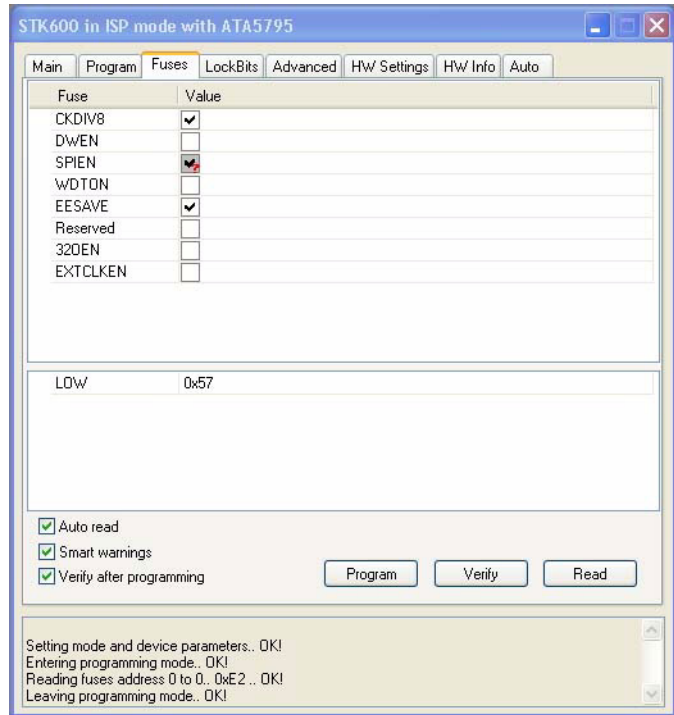 STK600 in ISP mode with ATA5795
Main Program Fuses LockBits Advanced HW Settings HW Info Auto
Fuse Value
CKDIV8
DWEN
SPIEN
WDTON
EESAVE
Reserved
32OEN
EXTCLKEN
LOW 0x57
Auto read
Smart warnings
Verify after programming
Program Verify Read
Setting mode and device parameters.. OK!
Entering programming mode.. OK!
Reading fuses address 0 to 0.. 0xE2 .. OK!
Leaving programming mode.. OK!